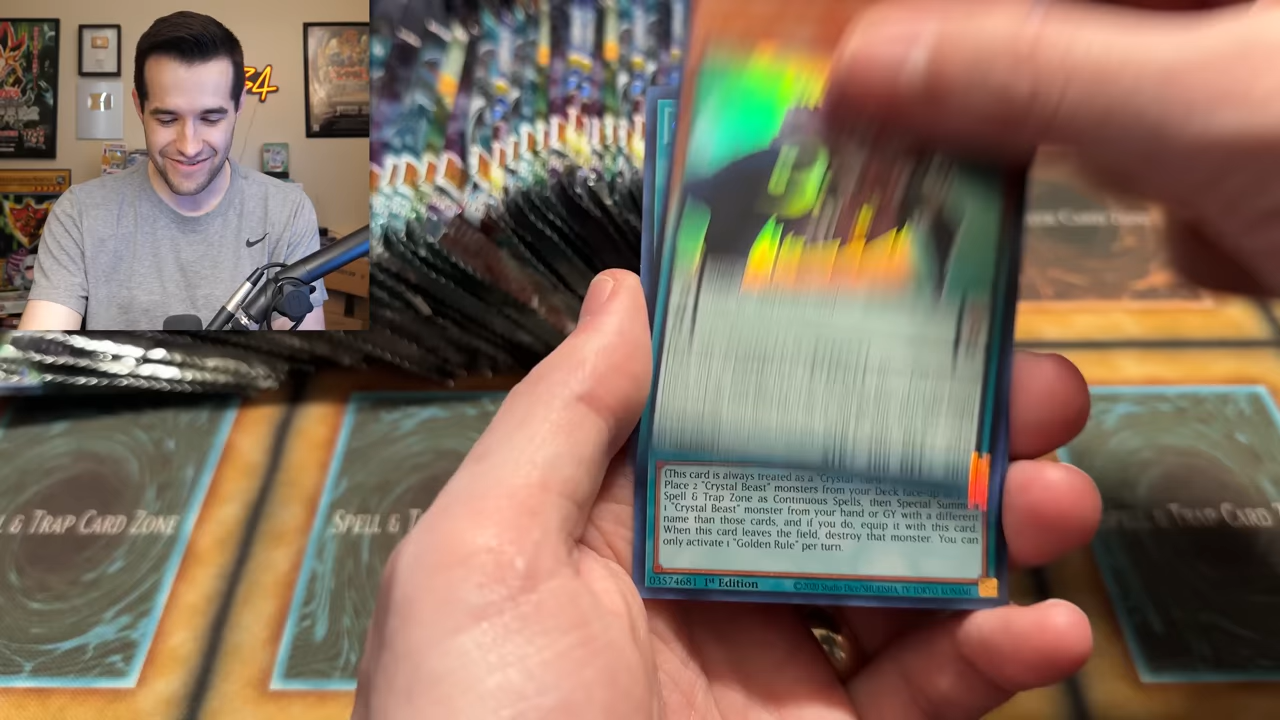 34
(This card is always treated as a "Crystal
Place 2 "Crystal Beast" monsters from your Deck face-up
Spell & Trap Zone as Continuous Spells, then Special Summon
1 "Crystal Beast" monster from your hand or GY with a different
name than those cards, and if you do, equip it with this card.
When this card leaves the field, destroy that monster. You can
only activate 1 "Golden Rule" per turn.
03574681 1st Edition
©2020 Studio Dice/SHUEISHA, TV TOKYO, KONAMI
& TRAP CARD ZONE
SPELL & T
TRAP CARD